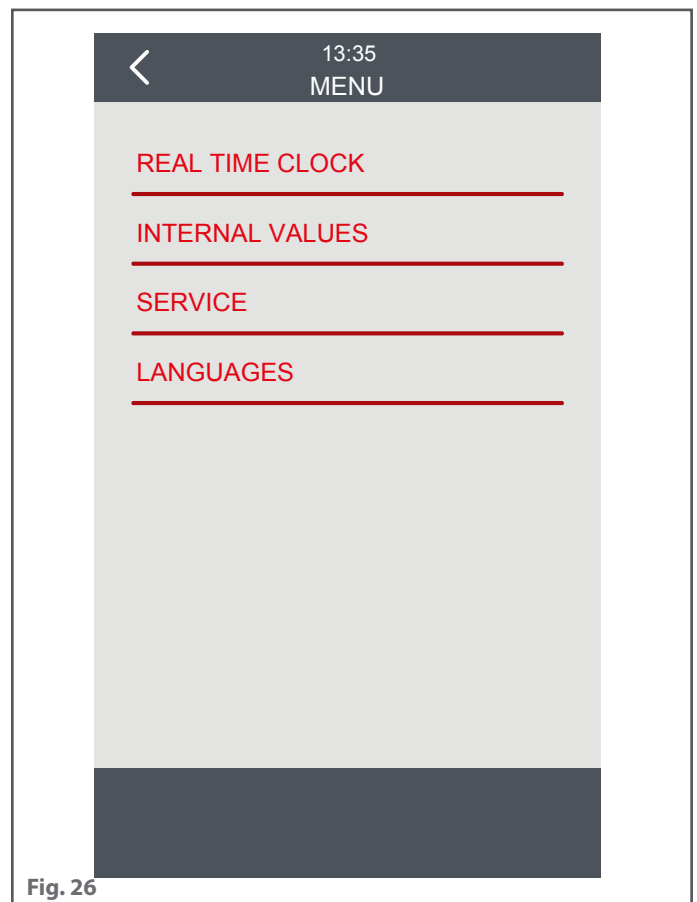 13:35
MENU
REAL TIME CLOCK
INTERNAL VALUES
SERVICE
LANGUAGES
Fig. 26